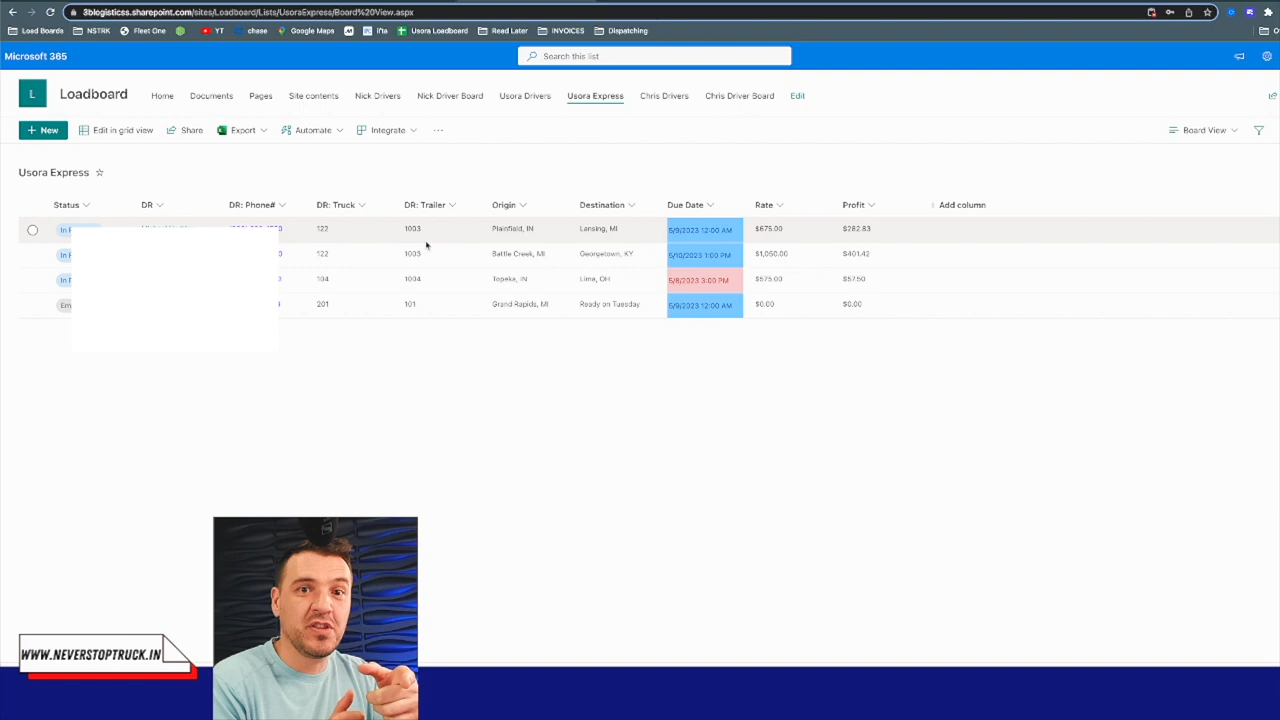 3blogisticss.sharepoint.com/sites/Loadboard/Lists/UsoraExpress/Board%20View.aspx
Load Boards NSTRK Fleet One YT chase Google Maps Ifta Usora Loadboard Read Later INVOICES Dispatching
Microsoft 365 Search this list
L Loadboard Home Documents Pages Site contents Nick Drivers Nick Driver Board Usora Drivers Usora Express Chris Drivers Chris Driver Board Edit
+ New Edit in grid view Share Export Automate Integrate ... Board View
Usora Express
Status DR DR: Phone# DR: Truck DR: Trailer Origin Destination Due Date Rate Profit + Add column
122 1003 Plainfield, IN Lansing, MI 5/9/2023 12:00 AM $675.00 $282.83
122 1003 Battle Creek, MI Georgetown, KY 5/10/2023 1:00 PM $1,050.00 $401.42
104 1004 Topeka, IN Lima, OH 5/8/2023 3:00 PM $575.00 $57.50
201 101 Grand Rapids, MI Ready on Tuesday 5/9/2023 12:00 AM $0.00 $0.00
WWW.NEVERSTOPTRUCK.IN